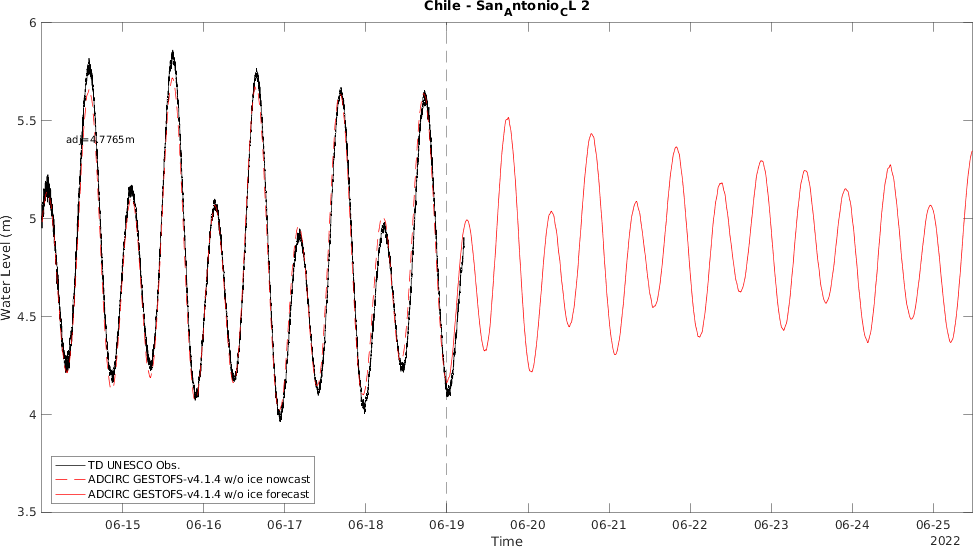 Chile - SanAntonioCL 2
6
5.5
5
4.5
4
3.5
Water Level (m)
adj=4.7765m
TD UNESCO Obs.
ADCIRC GESTOFS-v4.1.4 w/o ice nowcast
ADCIRC GESTOFS-v4.1.4 w/o ice forecast
06-15 06-16 06-17 06-18 06-19 06-20 06-21 06-22 06-23 06-24 06-25
Time
2022